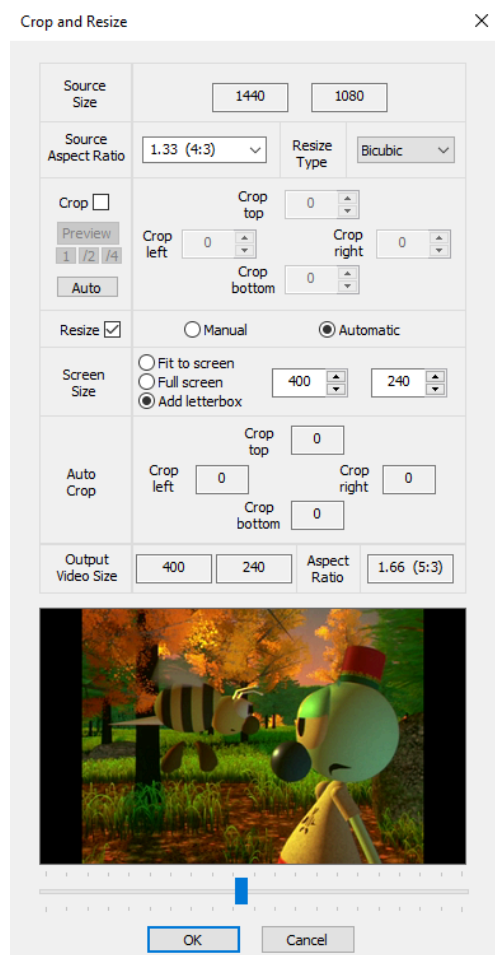 Crop and Resize
Source Size
1440
1080
Source Aspect Ratio
1.33 (4:3)
Resize Type
Bicubic
Crop
Preview
1 /2 /4
Auto
Crop top
0
Crop left
0
Crop right
0
Crop bottom
0
Resize
Manual
Automatic
Screen Size
Fit to screen
Full screen
Add letterbox
400
240
Auto Crop
Crop top
0
Crop left
0
Crop right
0
Crop bottom
0
Output Video Size
400
240
Aspect Ratio
1.66 (5:3)
OK
Cancel